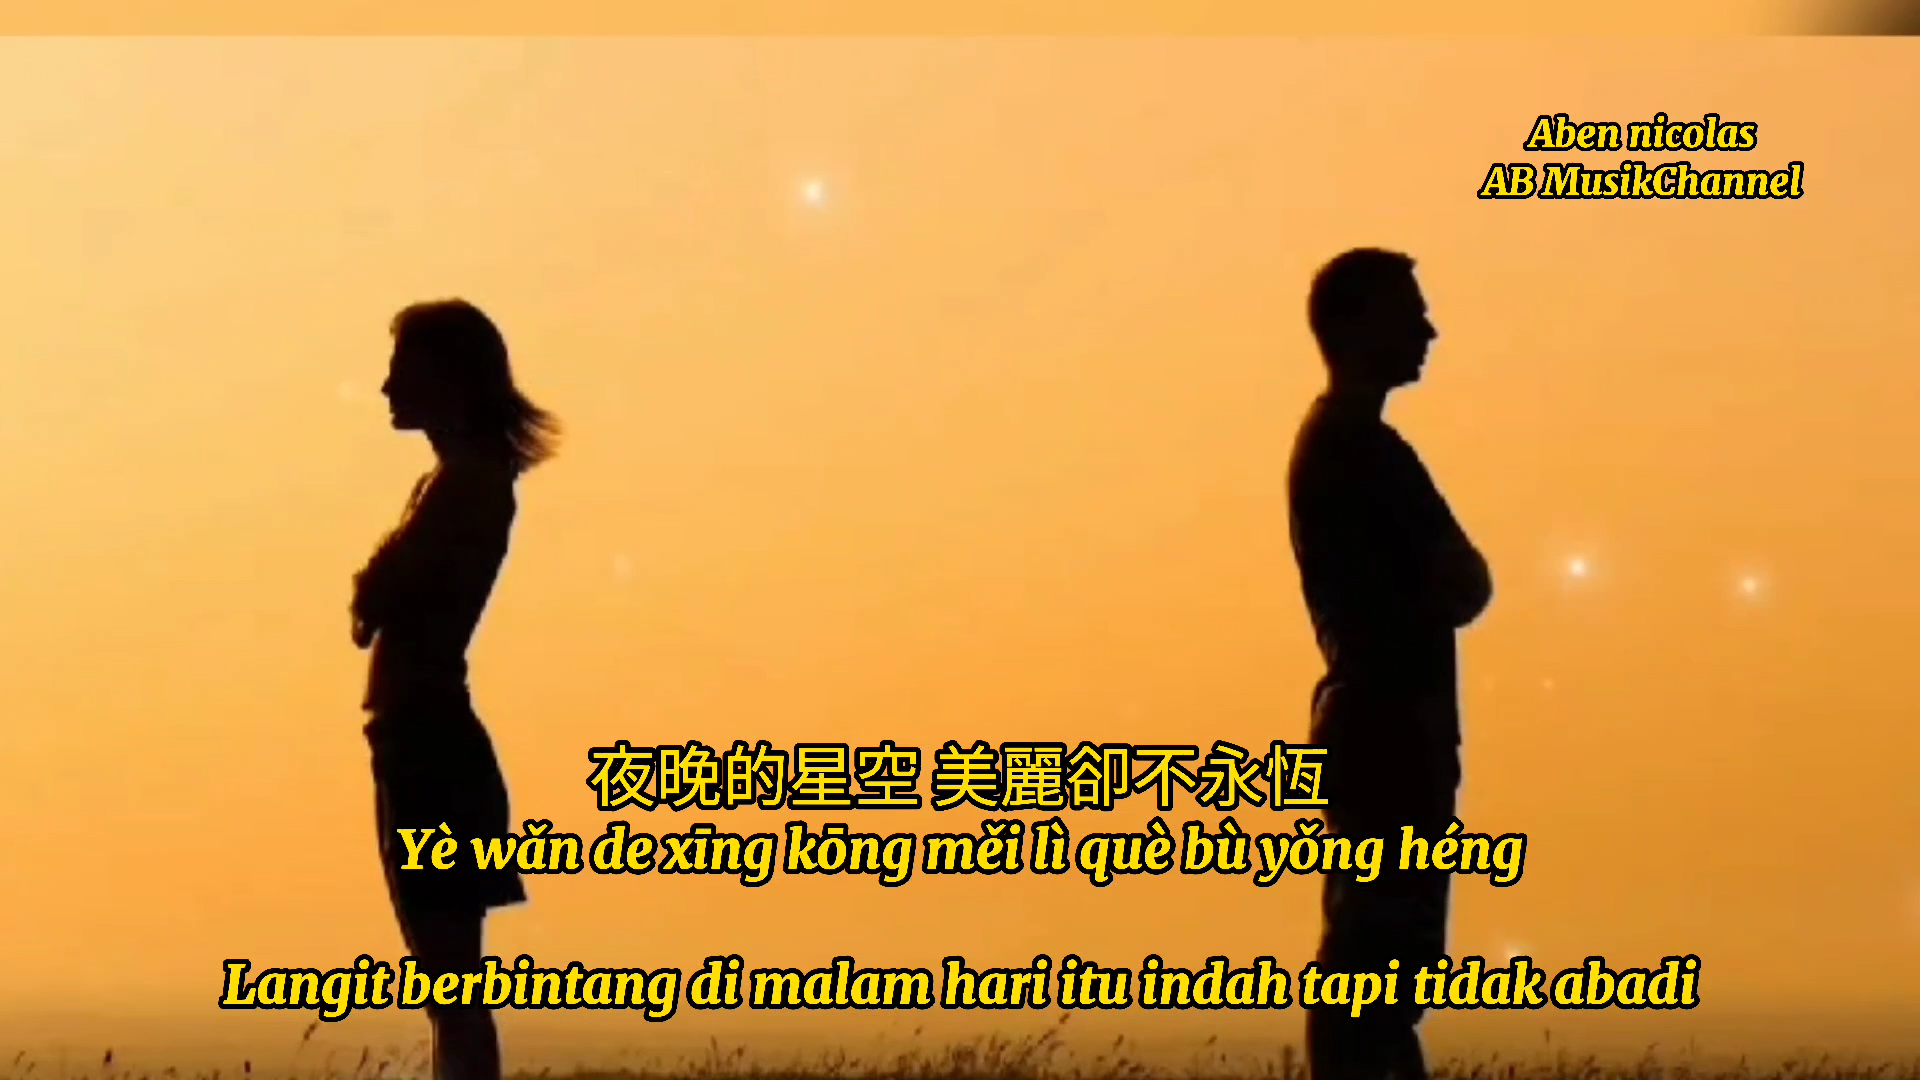 Aben nicolas
AB MusikChannel
夜晚的星空 美麗卻不永恆
Yè wǎn de xīng kōng měi lì què bù yǒng héng
Langit berbintang di malam hari itu indah tapi tidak abadi